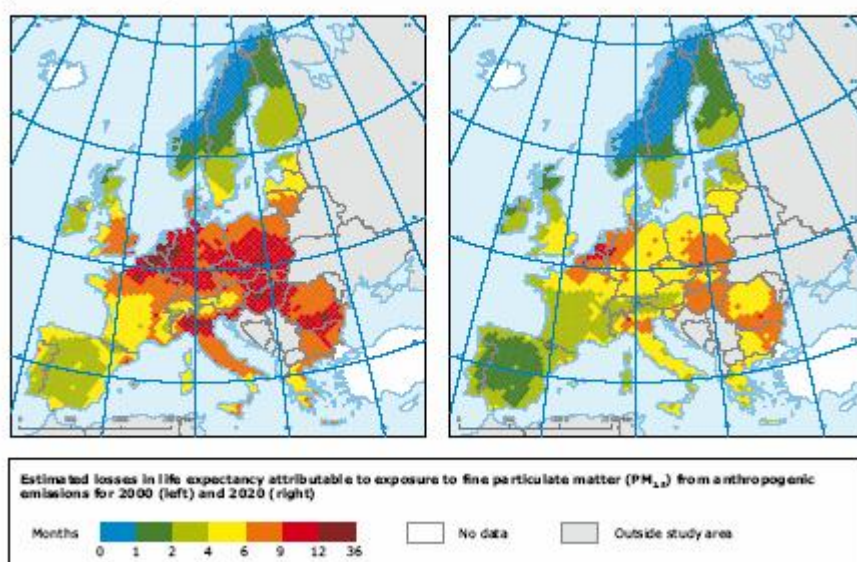 Estimated losses in life expectancy attributable to exposure to fine particulate matter (PM2.5) from anthropogenic
emissions for 2000 (left) and 2020 (right)
Months
0 1 2 4 6 9 12 36
No data
Outside study area